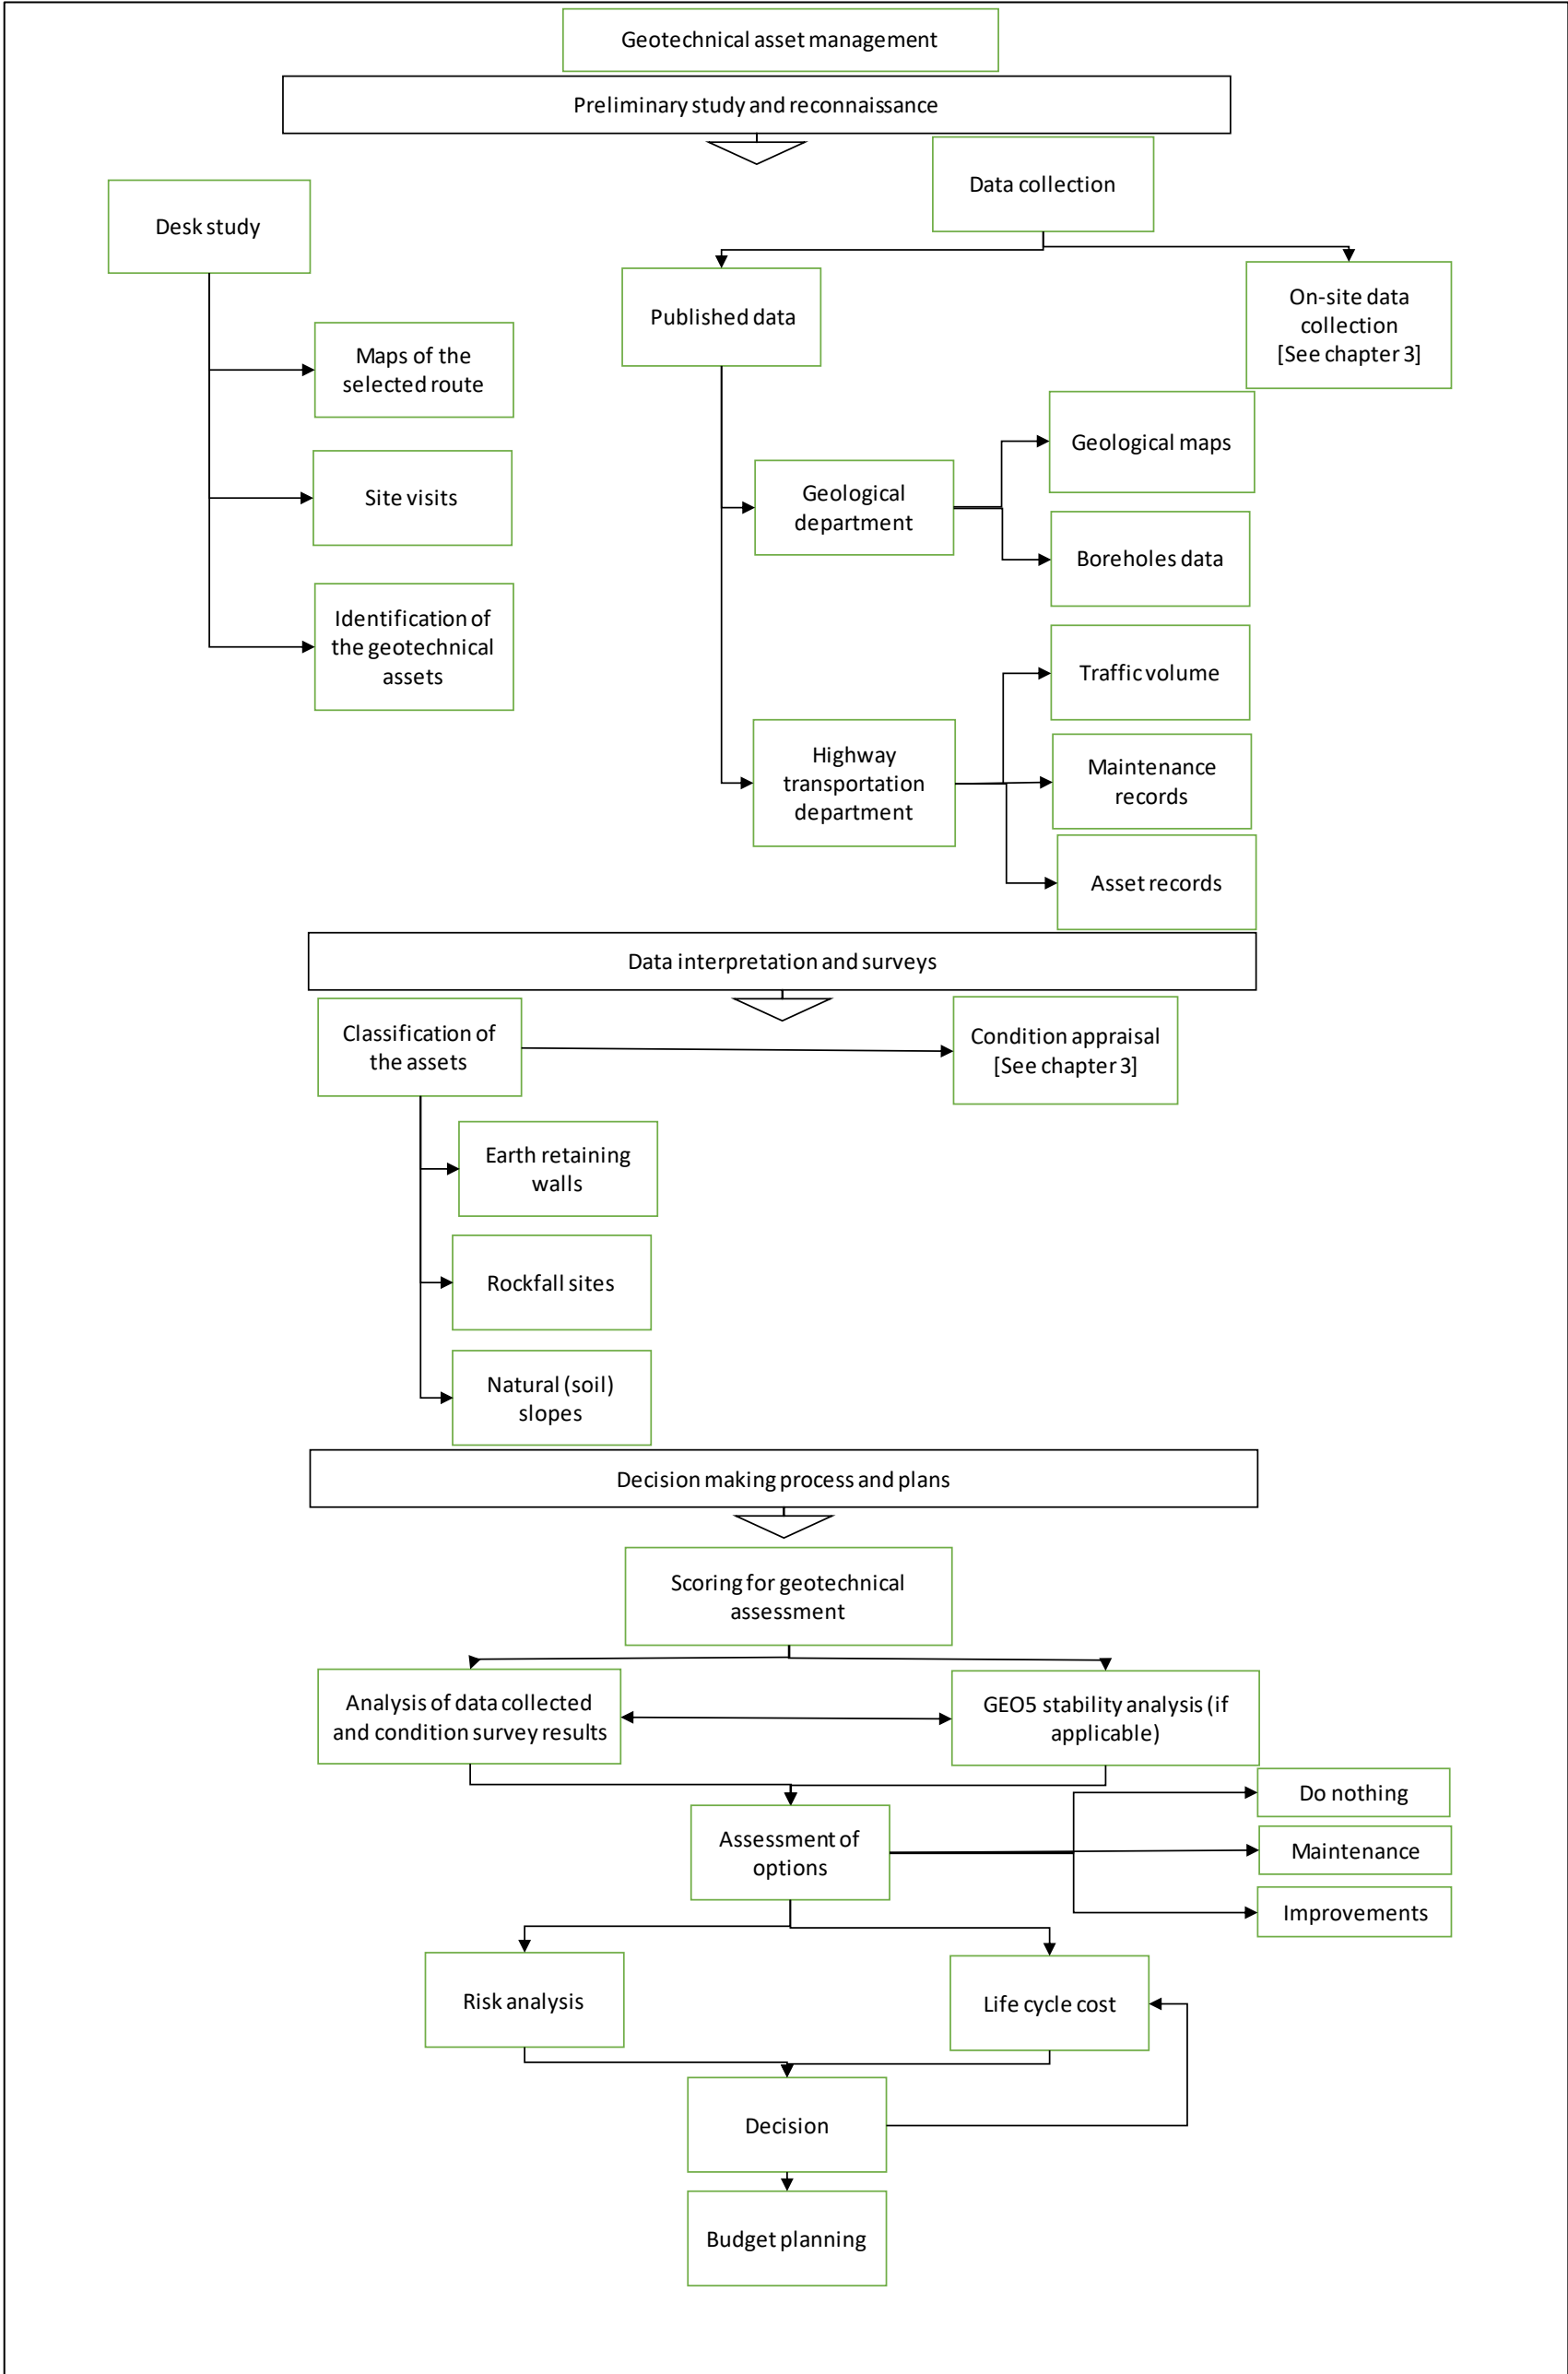 Geotechnical asset management
Preliminary study and reconnaissance
Data collection
Desk study
Published data
On-site data
collection
[See chapter 3]
Maps of the
selected route
Geological maps
Site visits
Geological
department
Boreholes data
Identification of
the geotechnical
assets
Traffic volume
Highway
transportation
department
Maintenance
records
Asset records
Data interpretation and surveys
Classification of
the assets
Condition appraisal
[See chapter 3]
Earth retaining
walls
Rockfall sites
Natural (soil)
slopes
Decision making process and plans
Scoring for geotechnical
assessment
Analysis of data collected
and condition survey results
GEO5 stability analysis (if
applicable)
Do nothing
Assessment of
options
Maintenance
Improvements
Risk analysis
Life cycle cost
Decision
Budget planning